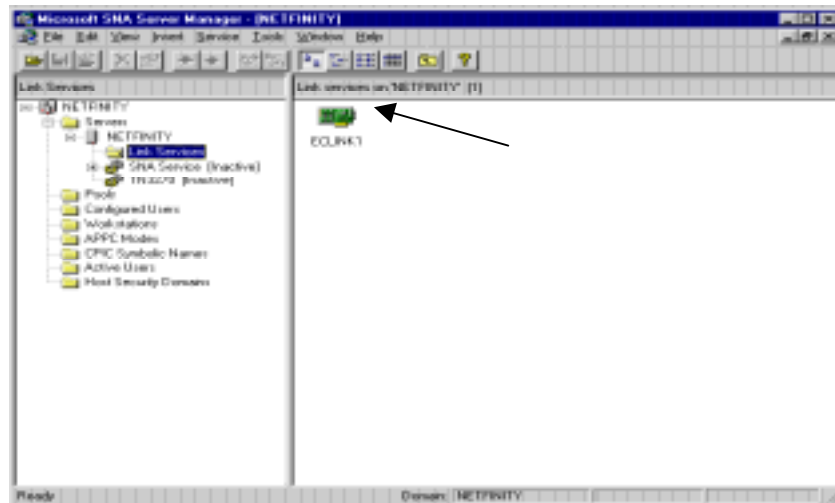 Microsoft SNA Server Manager - [NETFINITY]
File Edit View Insert Service Tools Window Help
Link Services
Link services on 'NETFINITY' (1)
NETFINITY
Servers
NETFINITY
Link Services
SNA Service (Inactive)
TN3270 (Inactive)
Pools
Configured Users
Workstations
APPC Modes
CPIC Symbolic Names
Active Users
Host Security Domains
ECLINK1
Ready
Domain: NETFINITY